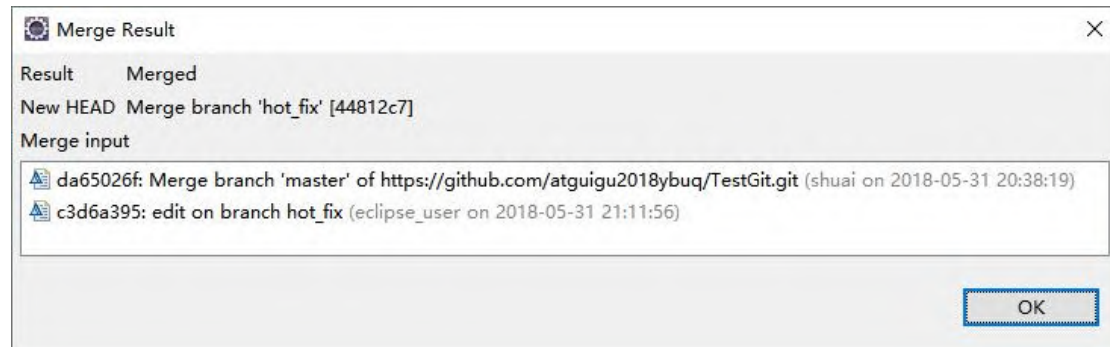 Merge Result
Result Merged
New HEAD Merge branch 'hot_fix' [44812c7]
Merge input
da65026f: Merge branch 'master' of https://github.com/atguigu2018ybuq/TestGit.git (shuai on 2018-05-31 20:38:19)
c3d6a395: edit on branch hot_fix (eclipse_user on 2018-05-31 21:11:56)
OK